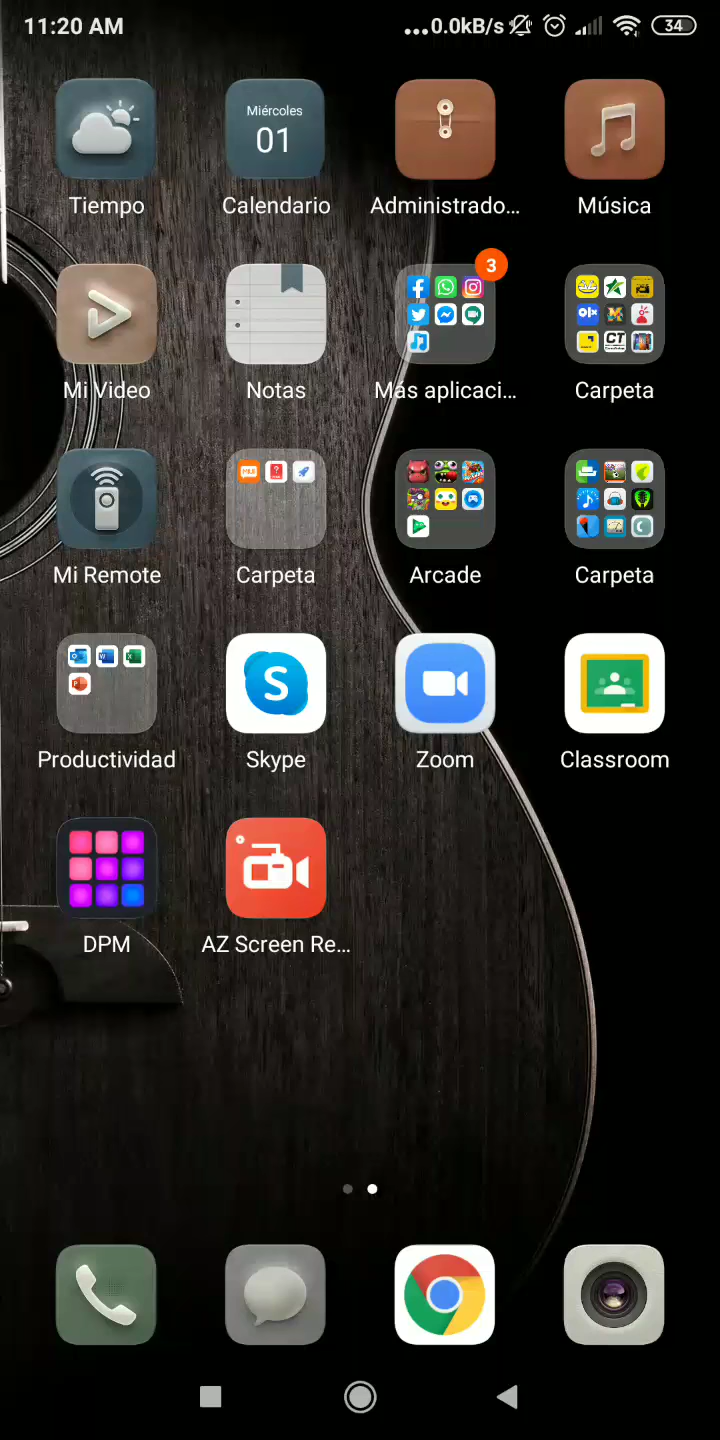 11:20 AM
...0.0kB/s
34
Miércoles
01
Tiempo
Calendario
Administrado...
Música
3
Mi Video
Notas
Más aplicaci...
Carpeta
Mi Remote
Carpeta
Arcade
Carpeta
Productividad
Skype
Zoom
Classroom
DPM
AZ Screen Re...